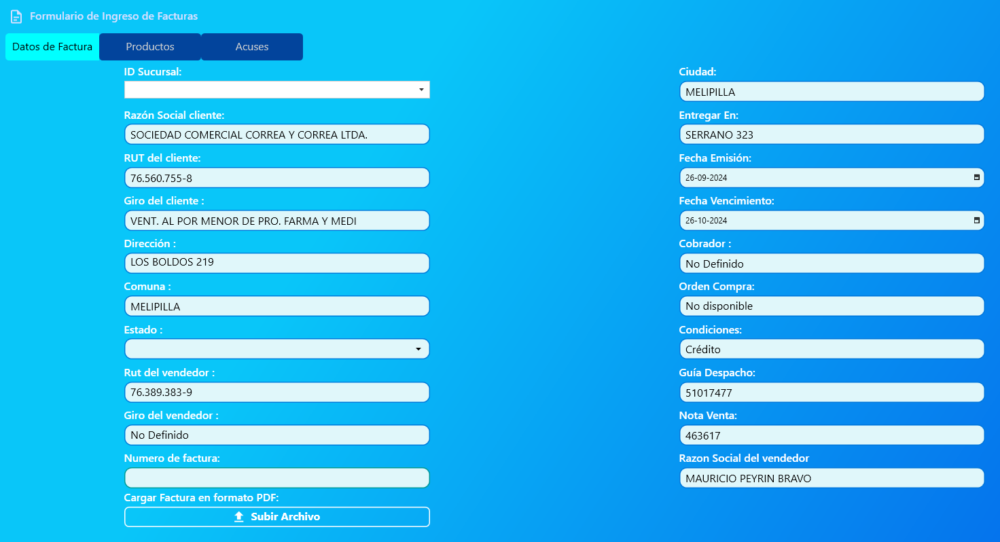 Formulario de Ingreso de Facturas
Datos de Factura
Productos
Acuses
ID Sucursal:
Razón Social cliente:
SOCIEDAD COMERCIAL CORREA Y CORREA LTDA.
RUT del cliente:
76.560.755-8
Giro del cliente :
VENT. AL POR MENOR DE PRO. FARMA Y MEDI
Dirección :
LOS BOLDOS 219
Comuna :
MELIPILLA
Estado :
Rut del vendedor :
76.389.383-9
Giro del vendedor :
No Definido
Numero de factura:
Cargar Factura en formato PDF:
Subir Archivo
Ciudad:
MELIPILLA
Entregar En:
SERRANO 323
Fecha Emisión:
26-09-2024
Fecha Vencimiento:
26-10-2024
Cobrador :
No Definido
Orden Compra:
No disponible
Condiciones:
Crédito
Guía Despacho:
51017477
Nota Venta:
463617
Razon Social del vendedor
MAURICIO PEYRIN BRAVO